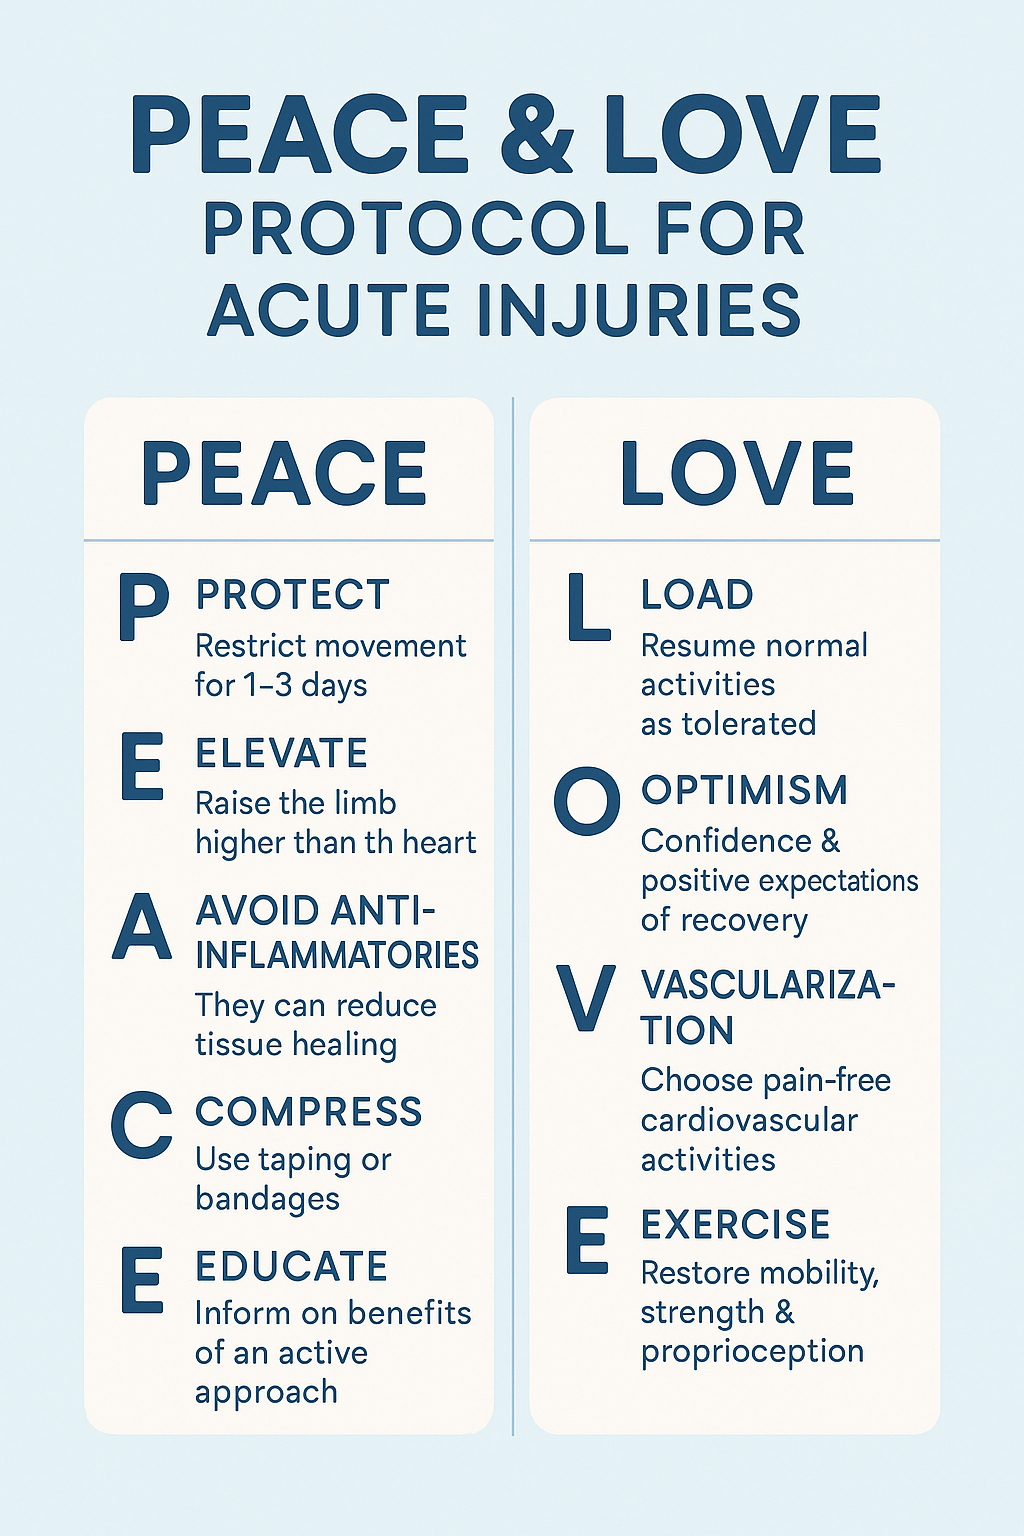 PEACE & LOVE
PROTOCOL FOR
ACUTE INJURIES
PEACE
P
PROTECT
Restrict movement
for 1–3 days
E
ELEVATE
Raise the limb
higher than th heart
A
AVOID ANTI-
INFLAMMATORIES
They can reduce
tissue healing
C
COMPRESS
Use taping or
bandages
E
EDUCATE
Inform on benefits
of an active
approach
LOVE
L
LOAD
Resume normal
activities
as tolerated
O
OPTIMISM
Confidence &
positive expectations
of recovery
V
VASCULARIZA-
TION
Choose pain-free
cardiovascular
activities
E
EXERCISE
Restore mobility,
strength &
proprioception